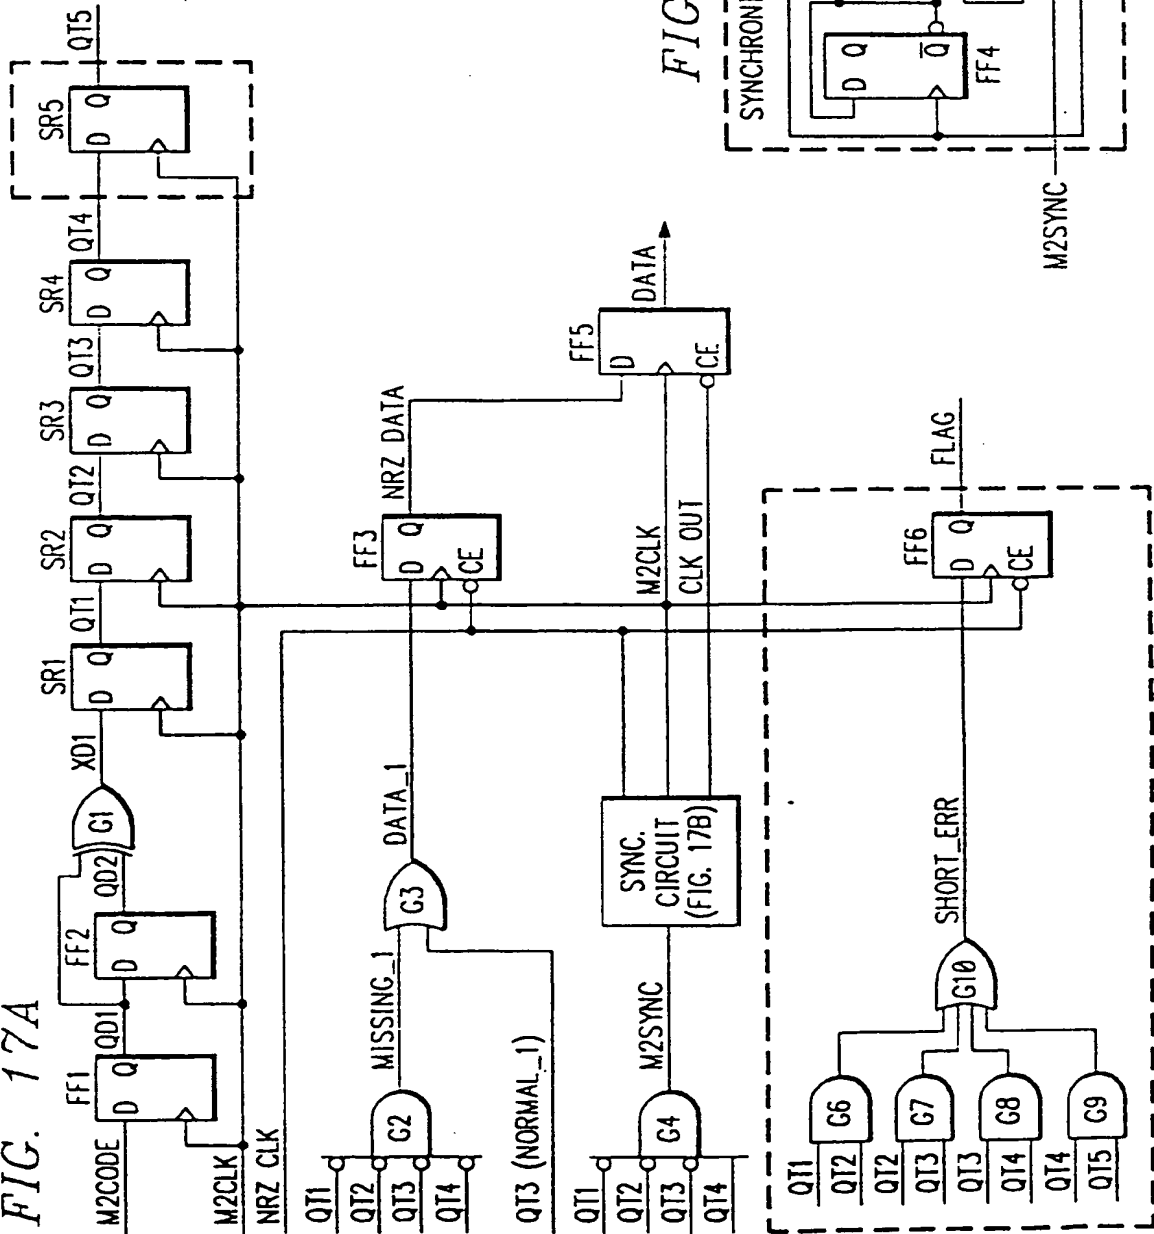 FIG. 17A
M2CODE
FF1
D Q
QD1
FF2
D Q
QD2
G1
XD1
SR1
D Q
QT1
SR2
D Q
QT2
SR3
D Q
QT3
SR4
D Q
QT4
SR5
D Q
QT5
M2CLK
NRZ CLK
QT1
QT2
QT3
QT4
G2
MISSING_1
QT3 (NORMAL_1)
G3
DATA_1
FF3
D Q
CE
NRZ DATA
QT1
QT2
QT3
QT4
G4
M2SYNC
SYNC.
CIRCUIT
(FIG. 17B)
M2CLK
CLK OUT
FF5
D
CE
DATA
QT1
QT2
G6
QT2
QT3
G7
QT3
QT4
G8
QT4
QT5
G9
G10
SHORT_ERR
FF6
D Q
CE
FLAG
FIG
SYNCHRONI
D Q
Q̅
FF4
M2SYNC